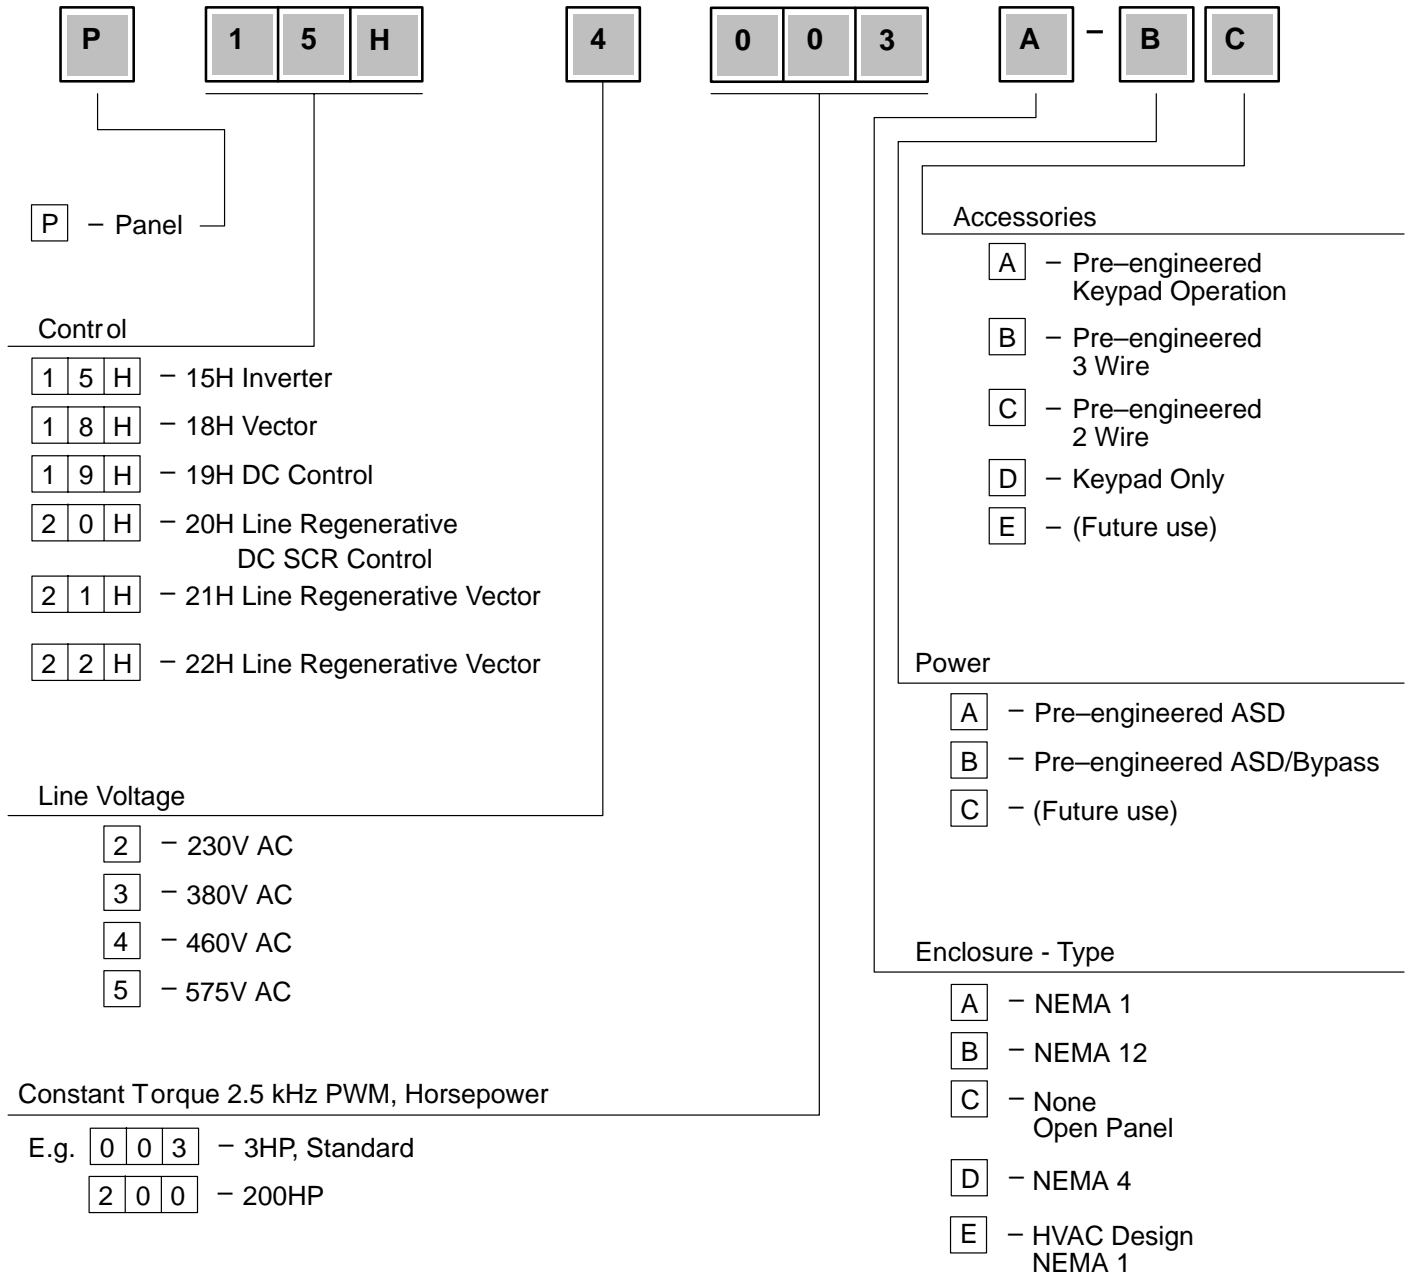 P 1 5 H 4 0 0 3 A – B C
P – Panel
Control
1 5 H – 15H Inverter
1 8 H – 18H Vector
1 9 H – 19H DC Control
2 0 H – 20H Line Regenerative
DC SCR Control
2 1 H – 21H Line Regenerative Vector
2 2 H – 22H Line Regenerative Vector
Line Voltage
2 – 230V AC
3 – 380V AC
4 – 460V AC
5 – 575V AC
Constant Torque 2.5 kHz PWM, Horsepower
E.g. 0 0 3 – 3HP, Standard
2 0 0 – 200HP
Accessories
A – Pre–engineered
Keypad Operation
B – Pre–engineered
3 Wire
C – Pre–engineered
2 Wire
D – Keypad Only
E – (Future use)
Power
A – Pre–engineered ASD
B – Pre–engineered ASD/Bypass
C – (Future use)
Enclosure - Type
A – NEMA 1
B – NEMA 12
C – None
Open Panel
D – NEMA 4
E – HVAC Design
NEMA 1